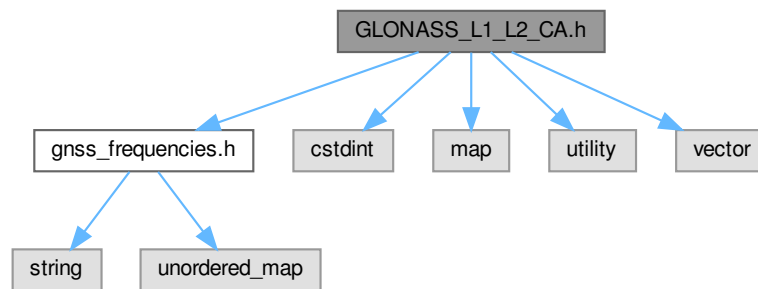 GLONASS_L1_L2_CA.h
gnss_frequencies.h
cstdint
map
utility
vector
string
unordered_map